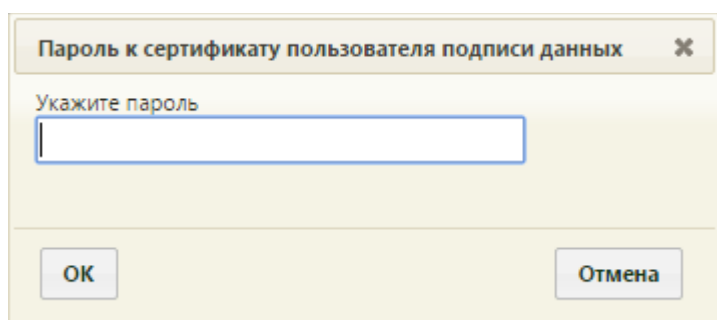 Пароль к сертификату пользователя подписи данных
Укажите пароль
ОК
Отмена